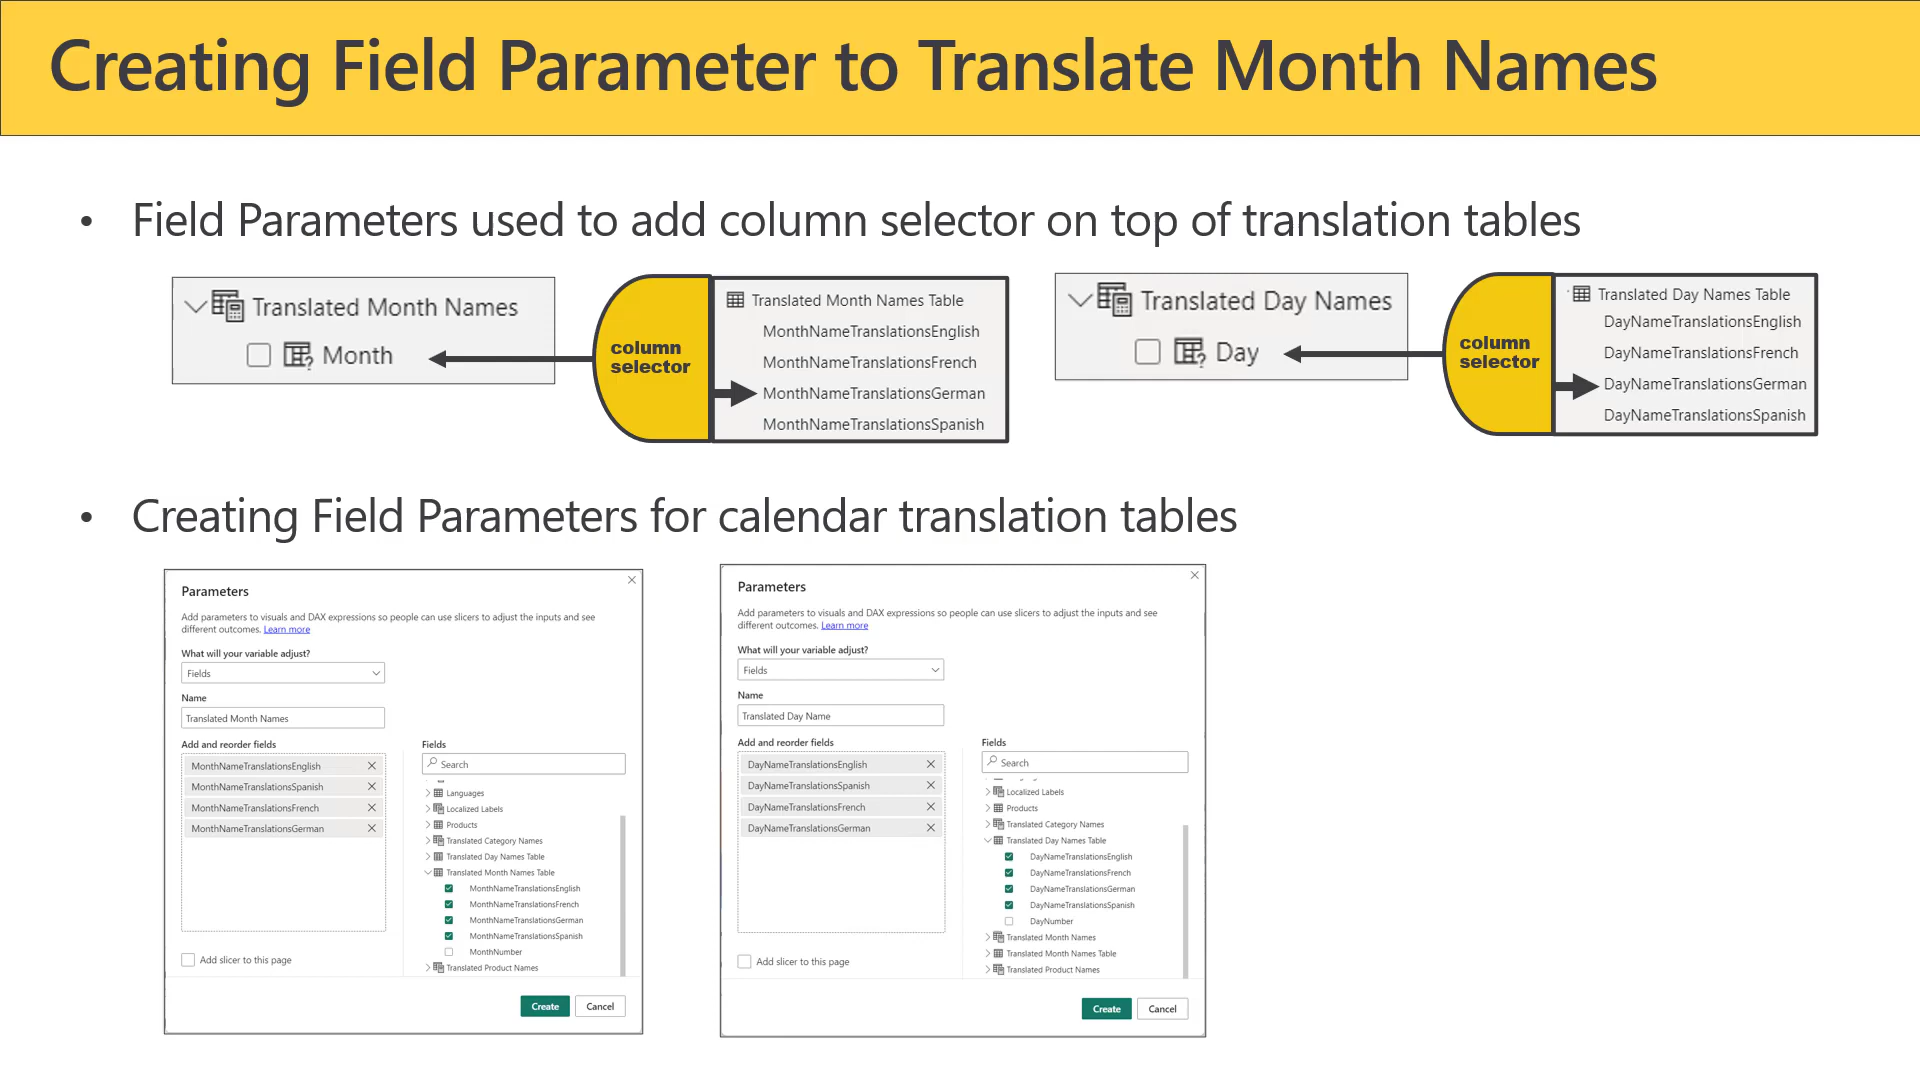 Creating Field Parameter to Translate Month Names
• Field Parameters used to add column selector on top of translation tables
Translated Month Names
Month
column
selector
Translated Month Names Table
MonthNameTranslationsEnglish
MonthNameTranslationsFrench
MonthNameTranslationsGerman
MonthNameTranslationsSpanish
Translated Day Names
Day
column
selector
Translated Day Names Table
DayNameTranslationsEnglish
DayNameTranslationsFrench
DayNameTranslationsGerman
DayNameTranslationsSpanish
• Creating Field Parameters for calendar translation tables
Parameters
Add parameters to visuals and DAX expressions so people can use slicers to adjust the inputs and see
different outcomes. Learn more
What will your variable adjust?
Fields
Name
Translated Month Names
Add and reorder fields
MonthNameTranslationsEnglish
MonthNameTranslationsSpanish
MonthNameTranslationsFrench
MonthNameTranslationsGerman
Add slicer to this page
Fields
Search
Languages
Localized Labels
Products
Translated Category Names
Translated Day Names Table
Translated Month Names Table
MonthNameTranslationsEnglish
MonthNameTranslationsFrench
MonthNameTranslationsGerman
MonthNameTranslationsSpanish
MonthNumber
Translated Product Names
Create
Cancel
Parameters
Add parameters to visuals and DAX expressions so people can use slicers to adjust the inputs and see
different outcomes. Learn more
What will your variable adjust?
Fields
Name
Translated Day Name
Add and reorder fields
DayNameTranslationsEnglish
DayNameTranslationsSpanish
DayNameTranslationsFrench
DayNameTranslationsGerman
Add slicer to this page
Fields
Search
Localized Labels
Products
Translated Category Names
Translated Day Names Table
DayNameTranslationsEnglish
DayNameTranslationsFrench
DayNameTranslationsGerman
DayNameTranslationsSpanish
DayNumber
Translated Month Names
Translated Month Names Table
Translated Product Names
Create
Cancel